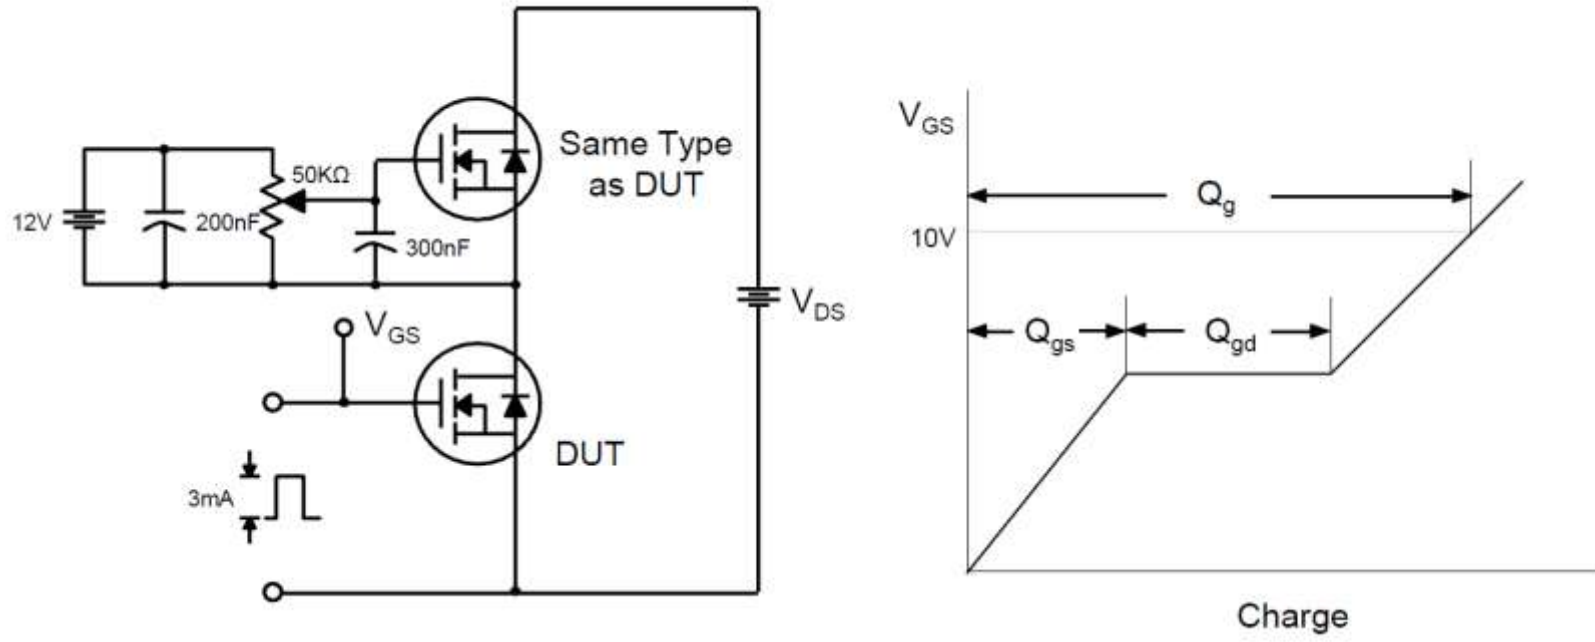 12V
200nF
50KΩ
300nF
Same Type
as DUT
V_GS
DUT
3mA
V_DS
V_GS
Q_g
10V
Q_gs
Q_gd
Charge